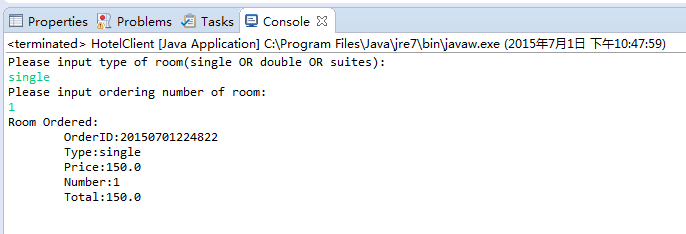 Properties Problems Tasks Console
<terminated> HotelClient [Java Application] C:\Program Files\Java\jre7\bin\javaw.exe (2015年7月1日 下午10:47:59)
Please input type of room(single OR double OR suites):
single
Please input ordering number of room:
1
Room Ordered:
OrderID:20150701224822
Type:single
Price:150.0
Number:1
Total:150.0